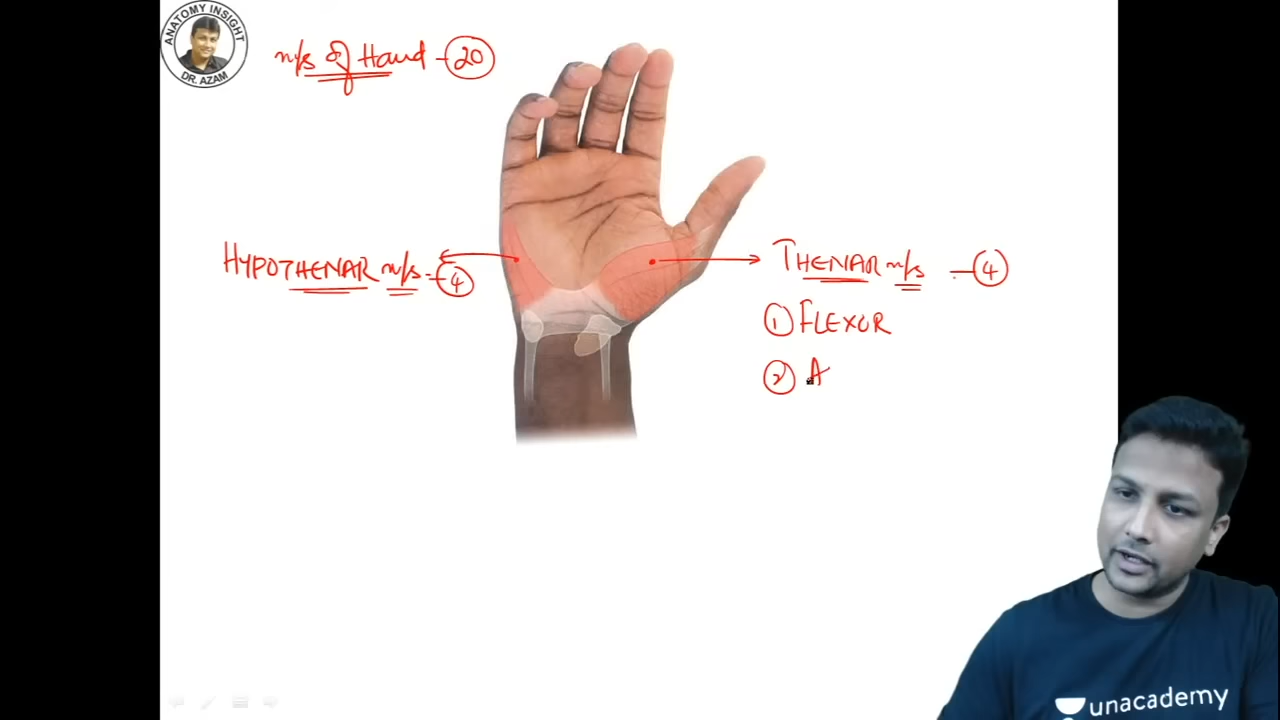 ANATOMY INSIGHT
DR. AZAM
m/s of Hand - 20
HYPOTHENAR m/s - 4
THENAR m/s - 4
1 FLEXOR
2 A
unacademy